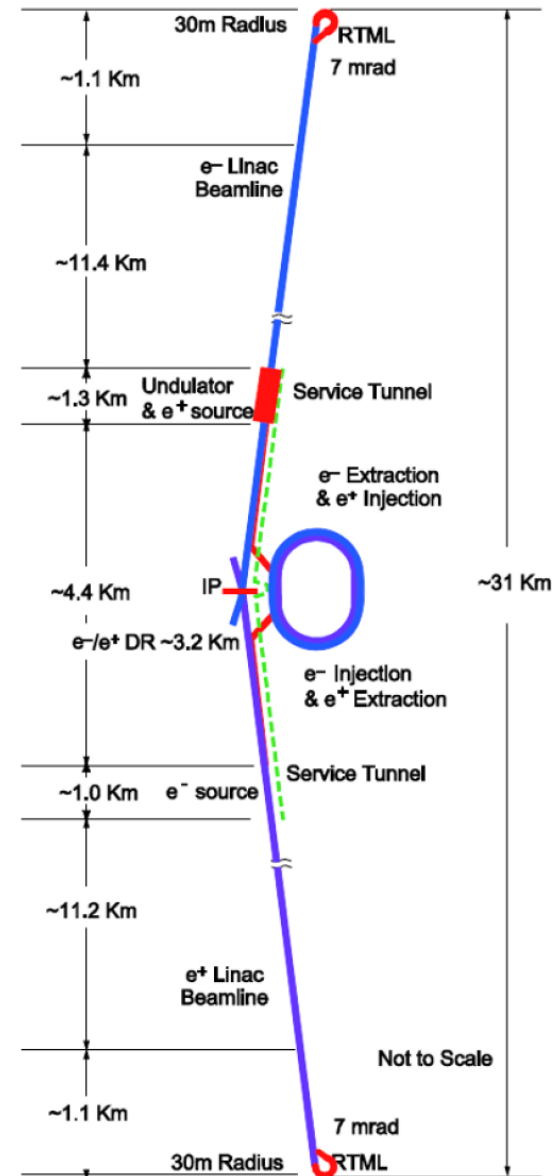 30m Radius
RTML
7 mrad
~1.1 Km
e– Linac
Beamline
~11.4 Km
Undulator
& e+ source
~1.3 Km
Service Tunnel
e– Extraction
& e+ Injection
IP
~4.4 Km
~31 Km
e–/e+ DR ~3.2 Km
e– Injection
& e+ Extraction
Service Tunnel
~1.0 Km
e- source
~11.2 Km
e+ Linac
Beamline
Not to Scale
~1.1 Km
7 mrad
30m Radius
RTML